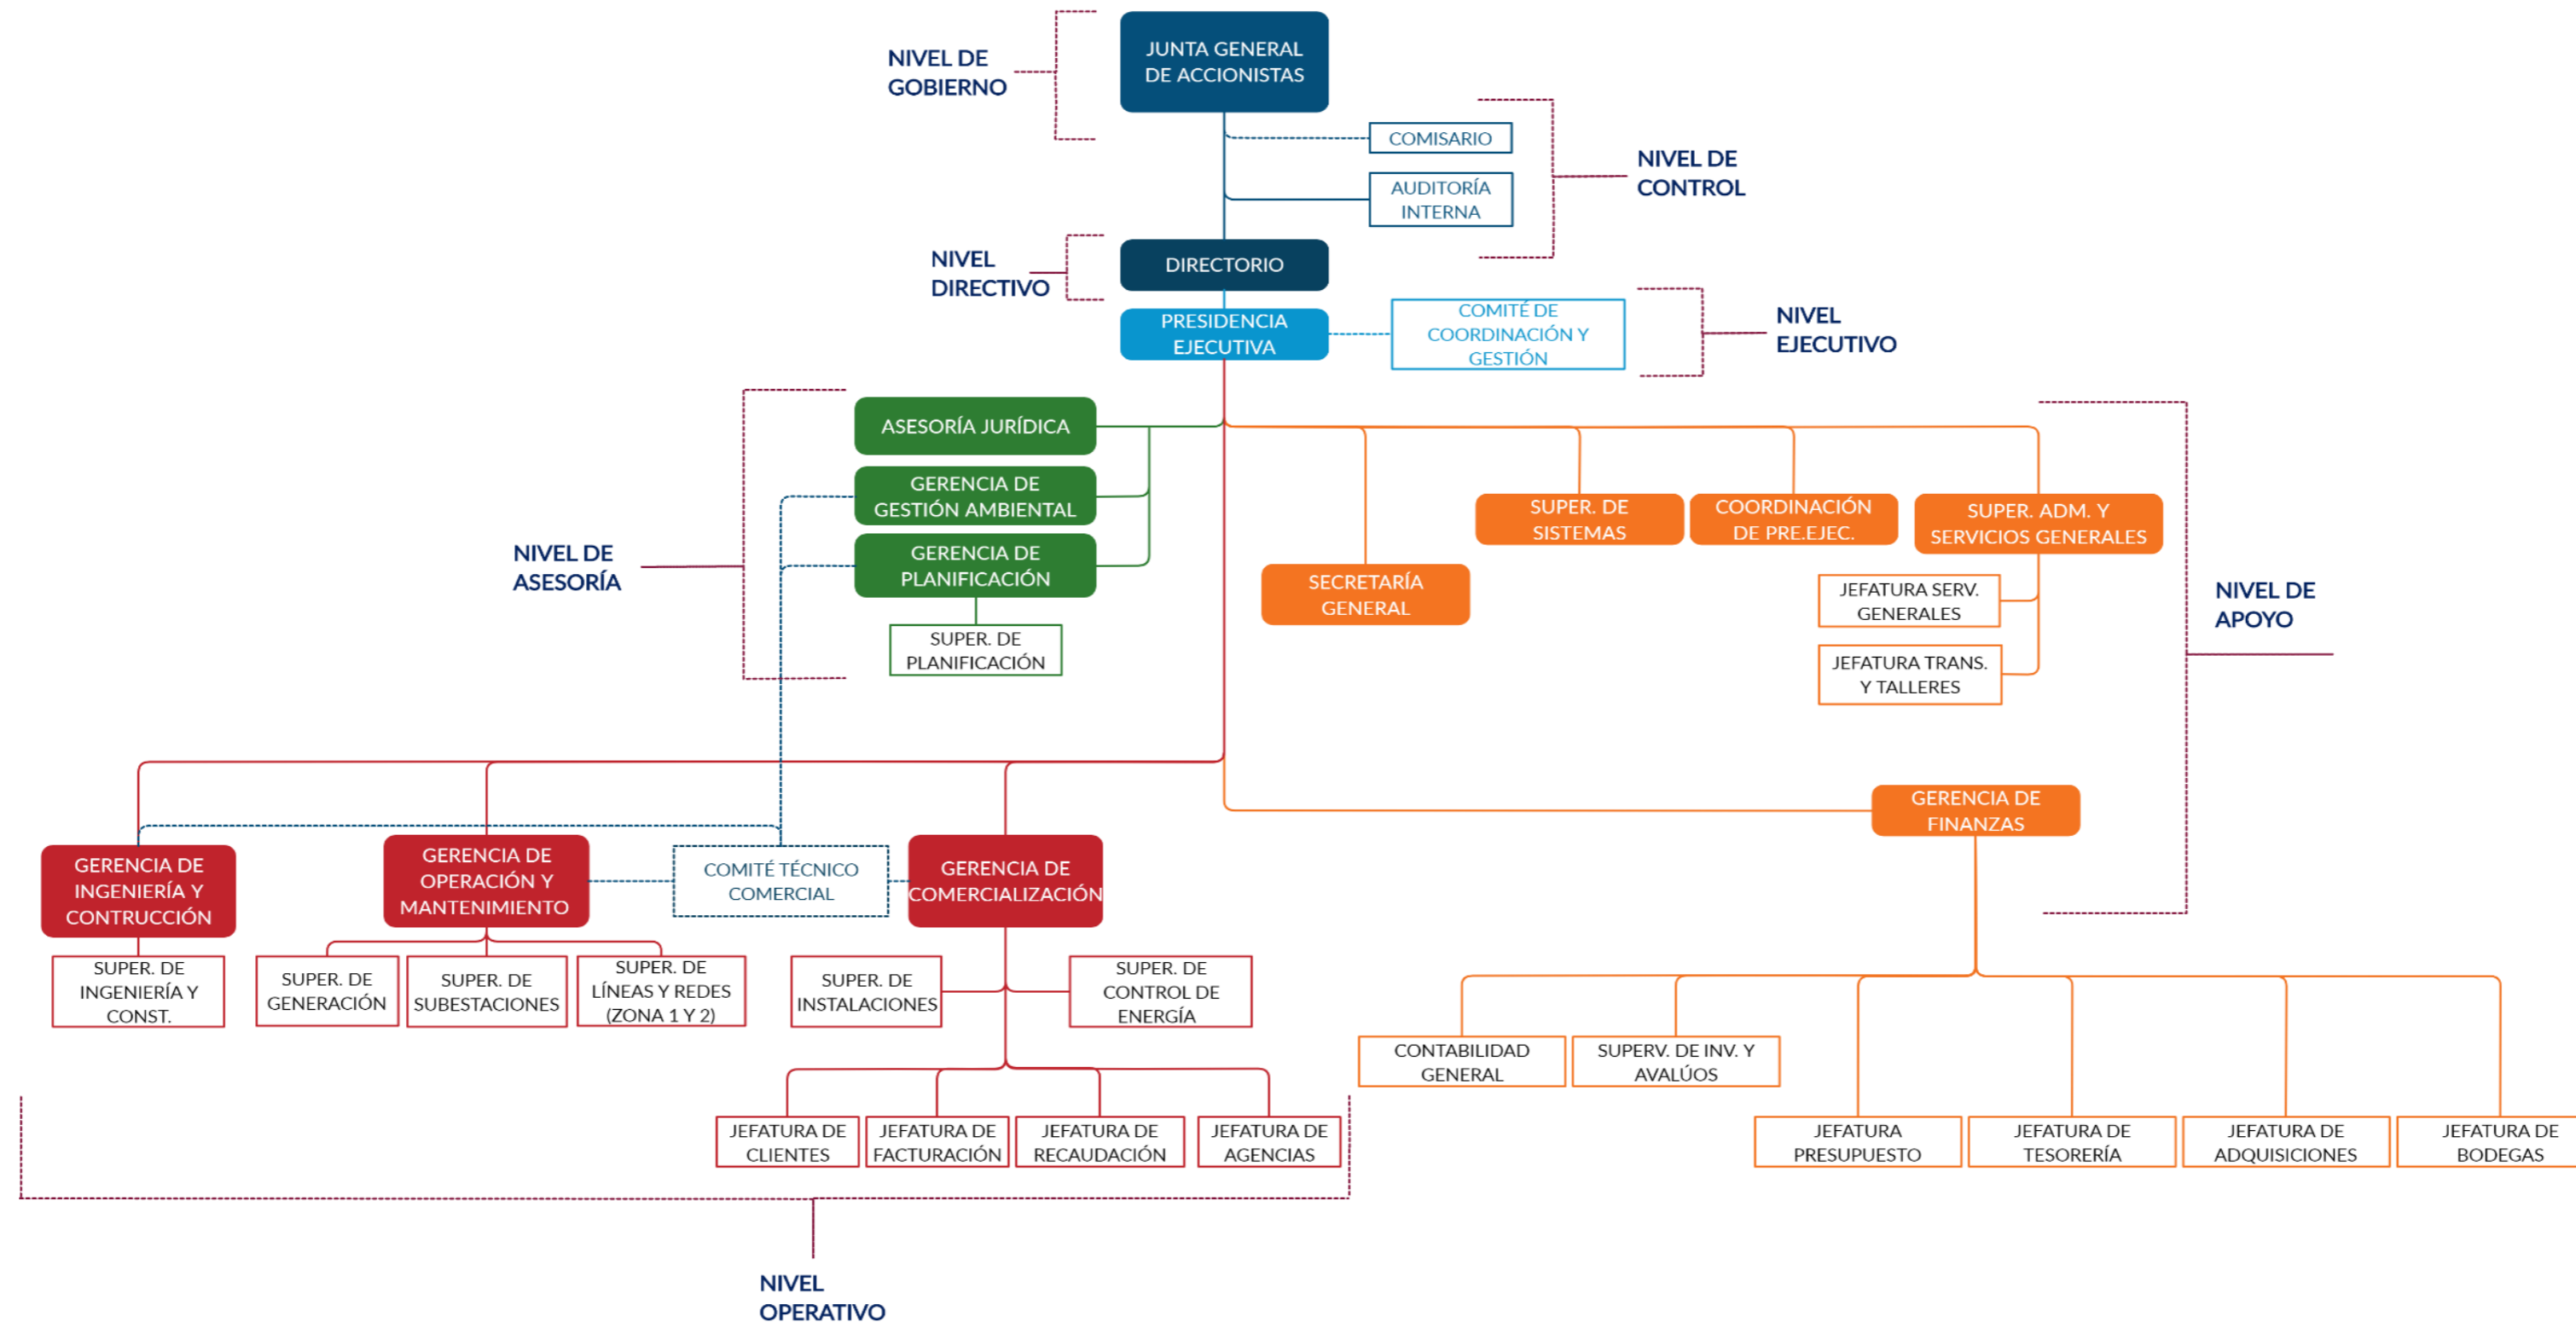 NIVEL DE
GOBIERNO
JUNTA GENERAL
DE ACCIONISTAS
COMISARIO
AUDITORÍA
INTERNA
NIVEL DE
CONTROL
NIVEL
DIRECTIVO
DIRECTORIO
PRESIDENCIA
EJECUTIVA
COMITÉ DE
COORDINACIÓN Y
GESTIÓN
NIVEL
EJECUTIVO
NIVEL DE
ASESORÍA
ASESORÍA JURÍDICA
GERENCIA DE
GESTIÓN AMBIENTAL
GERENCIA DE
PLANIFICACIÓN
SUPER. DE
PLANIFICACIÓN
SECRETARÍA
GENERAL
SUPER. DE
SISTEMAS
COORDINACIÓN
DE PRE.EJEC.
SUPER. ADM. Y
SERVICIOS GENERALES
JEFATURA SERV.
GENERALES
JEFATURA TRANS.
Y TALLERES
NIVEL DE
APOYO
GERENCIA DE
FINANZAS
GERENCIA DE
INGENIERÍA Y
CONTRUCCIÓN
GERENCIA DE
OPERACIÓN Y
MANTENIMIENTO
COMITÉ TÉCNICO
COMERCIAL
GERENCIA DE
COMERCIALIZACIÓN
SUPER. DE
INGENIERÍA Y
CONST.
SUPER. DE
GENERACIÓN
SUPER. DE
SUBESTACIONES
SUPER. DE
LÍNEAS Y REDES
(ZONA 1 Y 2)
SUPER. DE
INSTALACIONES
SUPER. DE
CONTROL DE
ENERGÍA
CONTABILIDAD
GENERAL
SUPERV. DE INV. Y
AVALÚOS
JEFATURA DE
CLIENTES
JEFATURA DE
FACTURACIÓN
JEFATURA DE
RECAUDACIÓN
JEFATURA DE
AGENCIAS
JEFATURA
PRESUPUESTO
JEFATURA DE
TESORERÍA
JEFATURA DE
ADQUISICIONES
JEFATURA DE
BODEGAS
NIVEL
OPERATIVO